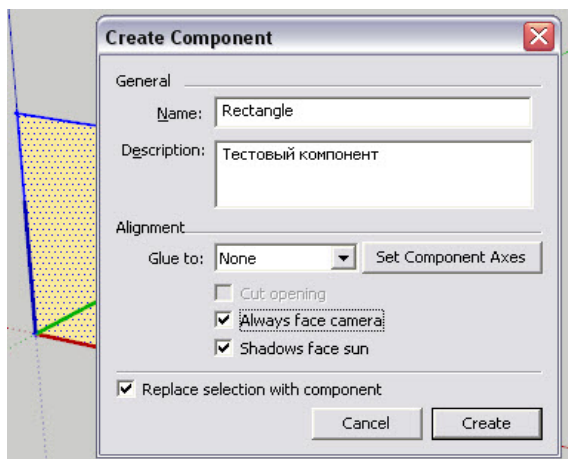 Create Component
General
Name: Rectangle
Description: Тестовый компонент
Alignment
Glue to: None Set Component Axes
Cut opening
Always face camera
Shadows face sun
Replace selection with component
Cancel Create